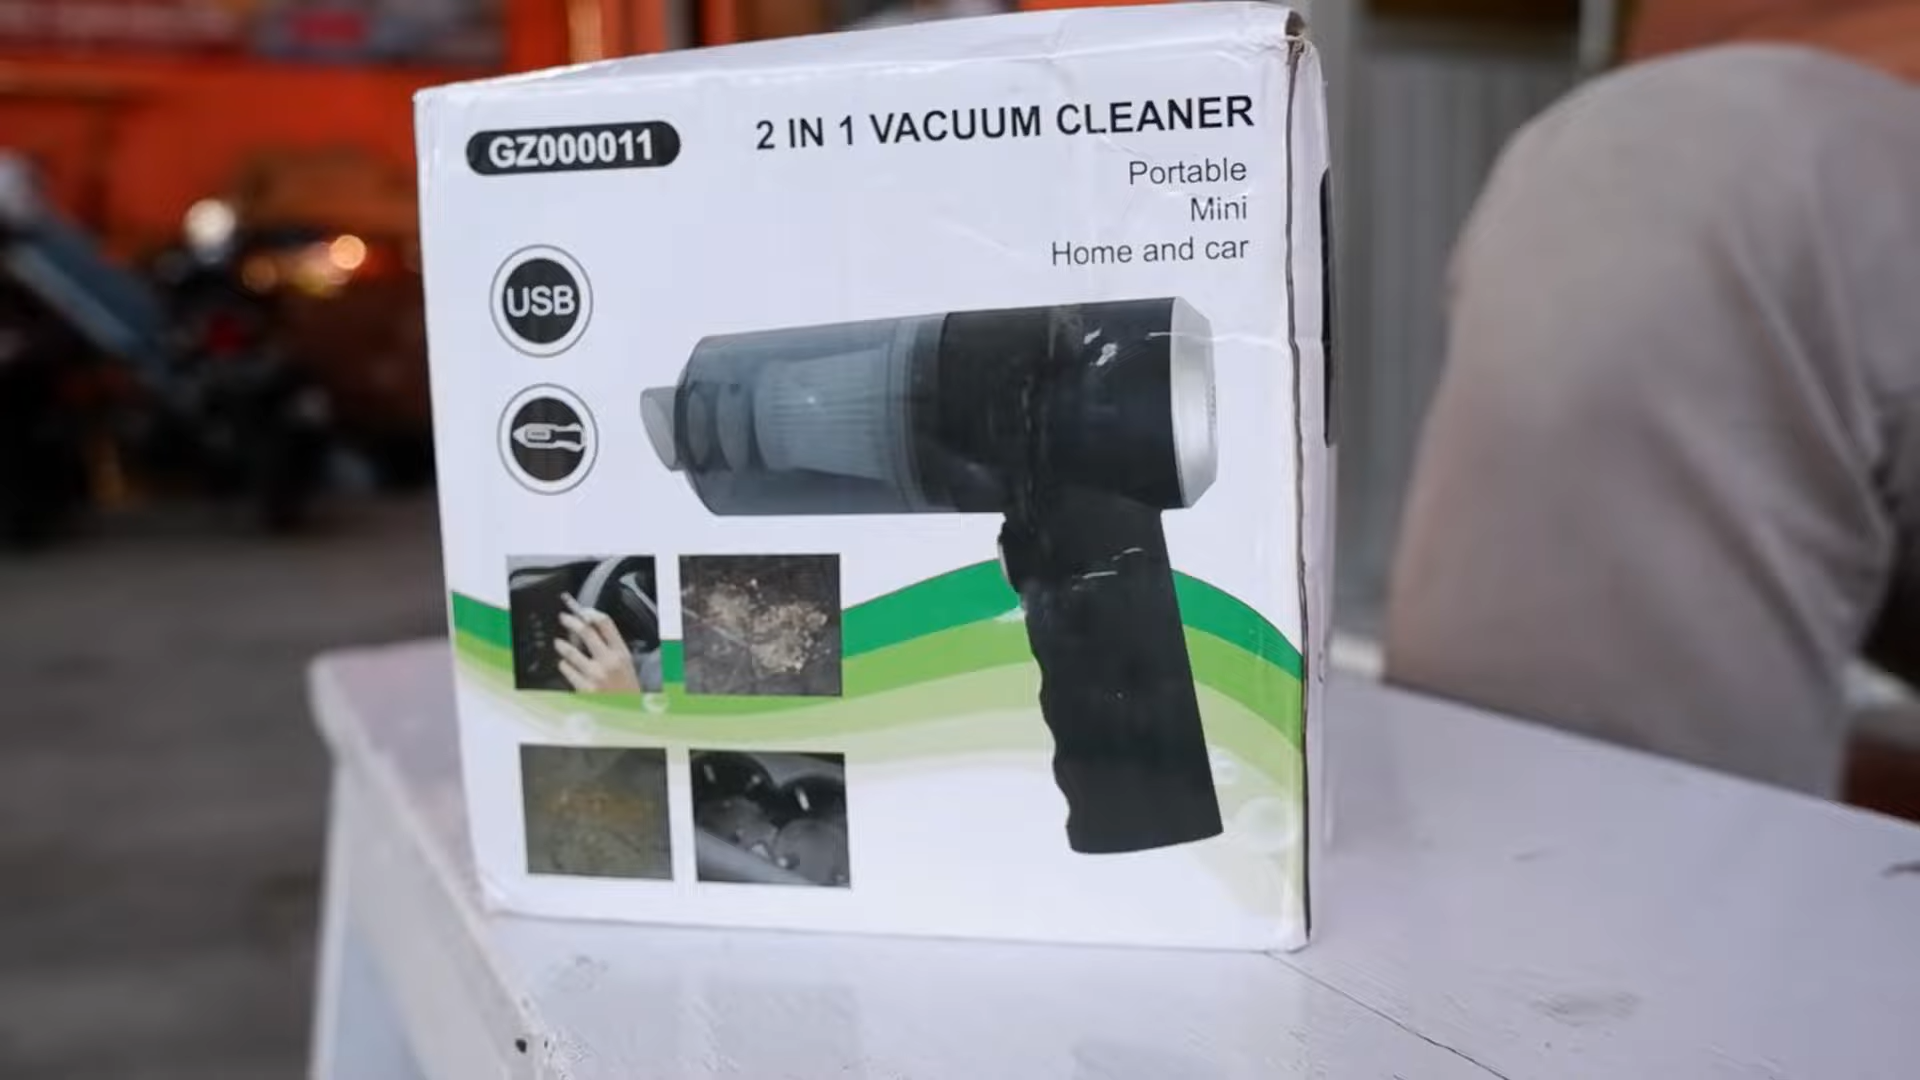 GZ000011
2 IN 1 VACUUM CLEANER
Portable
Mini
Home and car
USB